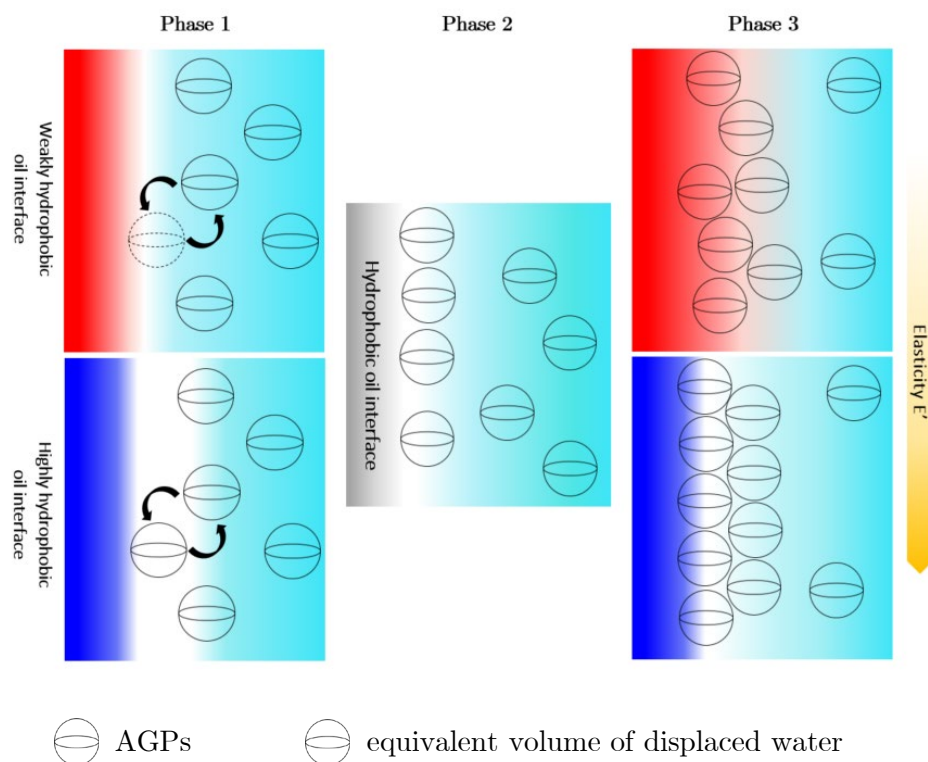 Phase 1
Phase 2
Phase 3
Weakly hydrophobic
oil interface
Hydrophobic oil interface
Highly hydrophobic
oil interface
Elasticity E'
AGPs
equivalent volume of displaced water